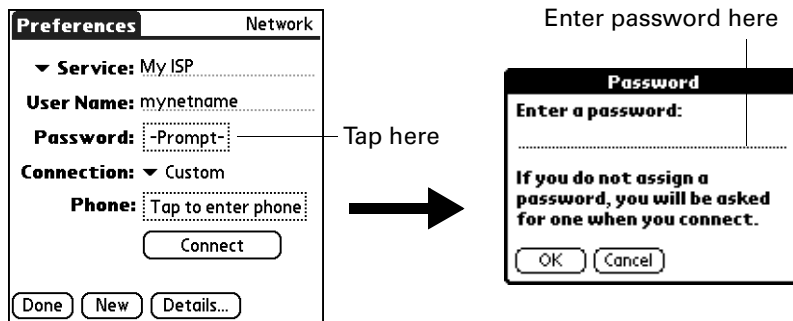 Preferences Network
Service: My ISP
User Name: mynetname
Password: -Prompt-
Tap here
Connection: Custom
Phone: Tap to enter phone
Connect
Done New Details...
Enter password here
Password
Enter a password:
If you do not assign a
password, you will be asked
for one when you connect.
OK Cancel